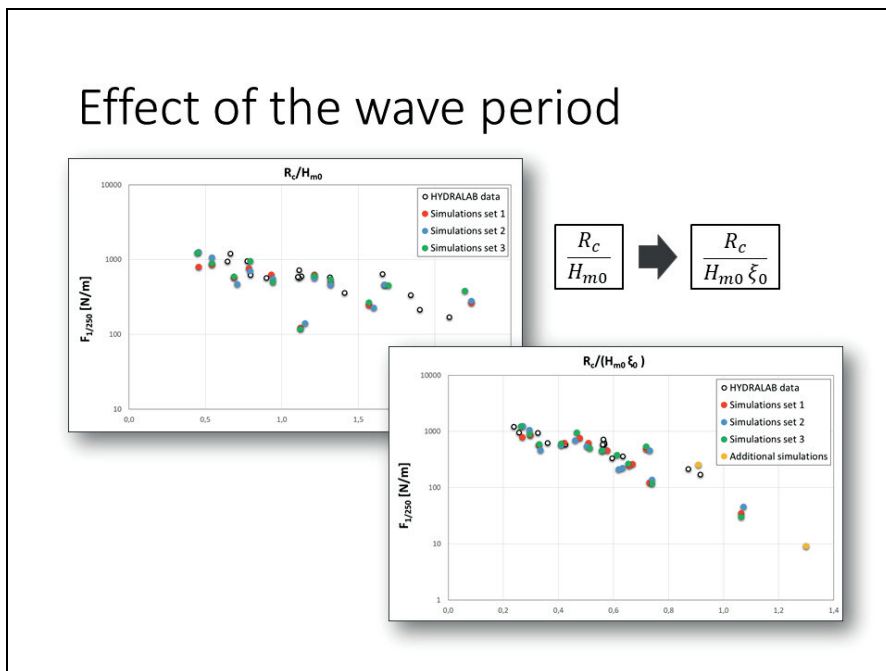 Effect of the wave period
R_c/H_m0
10000
1000
100
10
F_1/250 [N/m]
0,0 0,5 1,0 1,5
HYDRALAB data
Simulations set 1
Simulations set 2
Simulations set 3
R_c
H_m0
R_c
H_m0 ξ_0
R_c/(H_m0 ξ_0 )
10000
1000
100
10
1
F_1/250 [N/m]
0,0 0,2 0,4 0,6 0,8 1,0 1,2 1,4
HYDRALAB data
Simulations set 1
Simulations set 2
Simulations set 3
Additional simulations